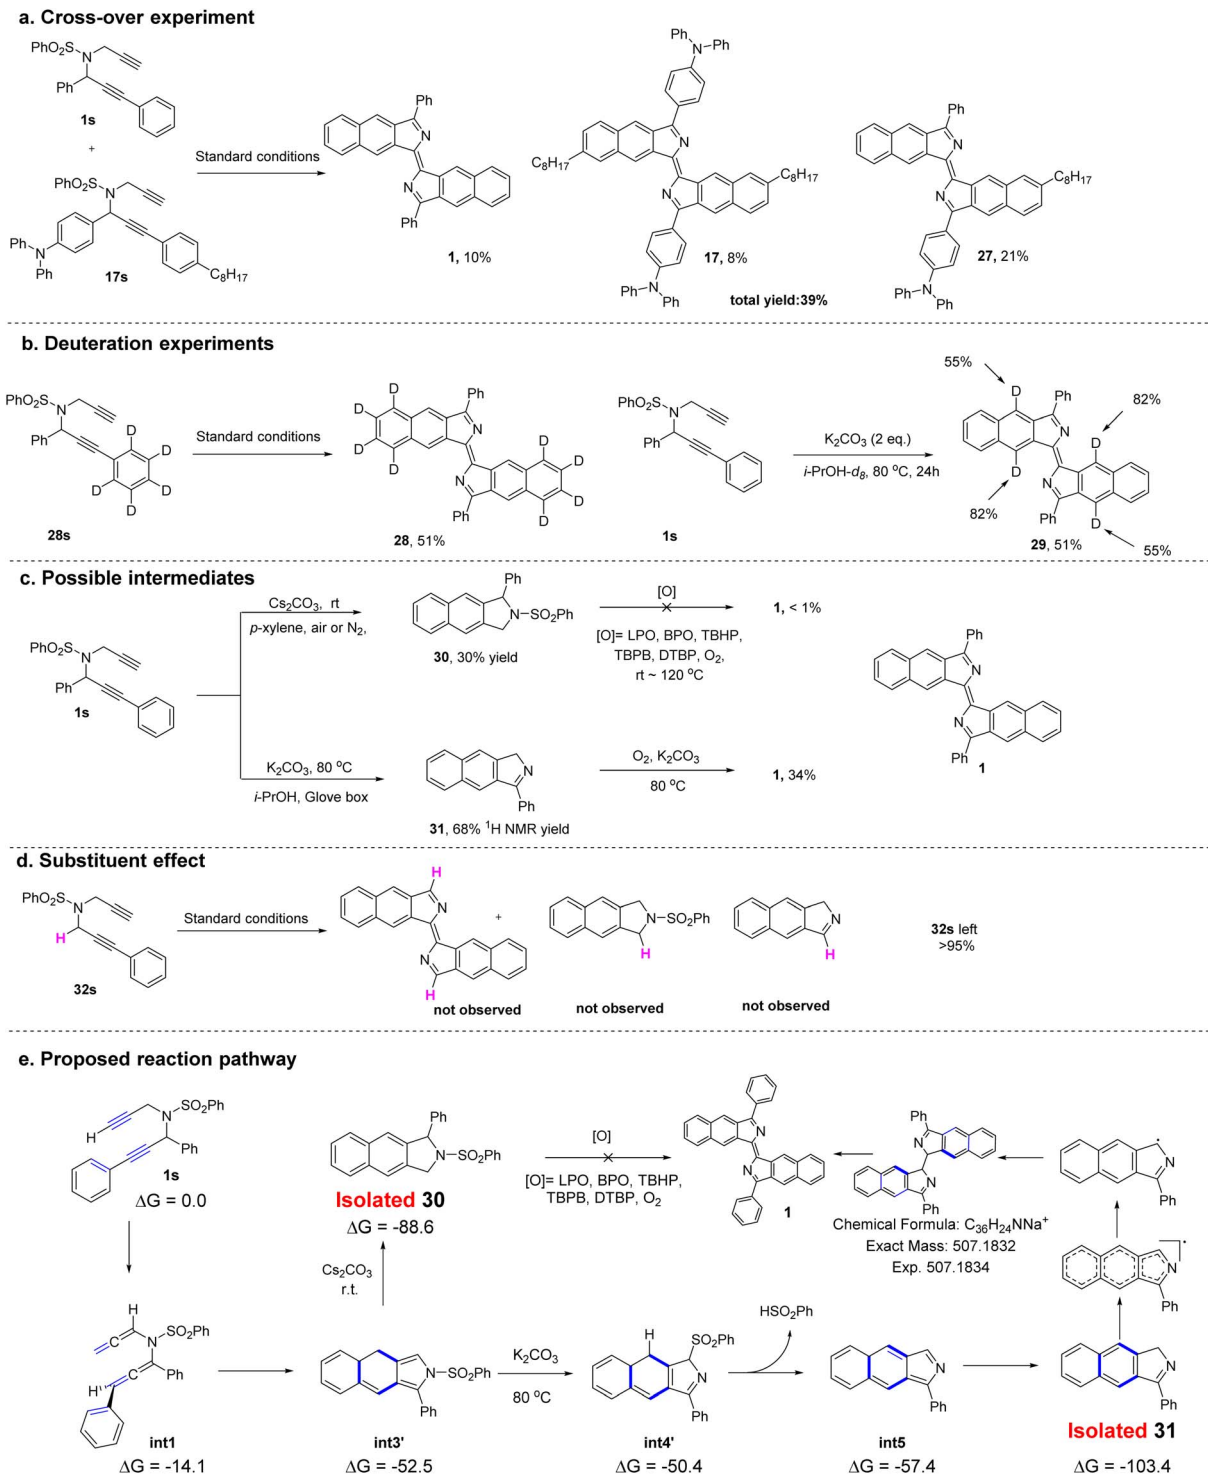 a. Cross-over experiment
PhO₂S
N
Ph
1s
+
PhO₂S
N
Ph
N
Ph
17s
C₈H₁₇
Standard conditions
Ph
N
N
Ph
1, 10%
Ph
N
Ph
N
C₈H₁₇
C₈H₁₇
N
Ph
N
Ph
17, 8%
total yield:39%
Ph
N
C₈H₁₇
N
Ph
N
Ph
27, 21%
b. Deuteration experiments
PhO₂S
N
Ph
D
D
D
D
D
28s
Standard conditions
D
D
D
D
Ph
N
N
Ph
D
D
D
D
28, 51%
PhO₂S
N
Ph
1s
K₂CO₃ (2 eq.)
i-PrOH-d₈, 80 ºC, 24h
55%
D
Ph
N
82%
D
D
N
82%
Ph
D
29, 51%
55%
c. Possible intermediates
PhO₂S
N
Ph
1s
Cs₂CO₃, rt
p-xylene, air or N₂,
Ph
N
SO₂Ph
30, 30% yield
[O]
[O]= LPO, BPO, TBHP,
TBPB, DTBP, O₂,
rt ~ 120 ºC
1, < 1%
Ph
N
N
Ph
1
K₂CO₃, 80 ºC
i-PrOH, Glove box
N
Ph
31, 68% ¹H NMR yield
O₂, K₂CO₃
80 ºC
1, 34%
d. Substituent effect
PhO₂S
N
H
32s
Standard conditions
H
N
N
H
not observed
+
N
SO₂Ph
H
not observed
N
H
not observed
32s left
>95%
e. Proposed reaction pathway
H
N
SO₂Ph
Ph
1s
ΔG = 0.0
Ph
N
SO₂Ph
Isolated 30
ΔG = -88.6
[O]
[O]= LPO, BPO, TBHP,
TBPB, DTBP, O₂
N
N
1
Ph
N
N
Ph
Chemical Formula: C₃₆H₂₄NNa⁺
Exact Mass: 507.1832
Exp. 507.1834
·
N
Ph
·
N
Ph
Cs₂CO₃
r.t.
H
C
N
SO₂Ph
C
H'
Ph
int1
ΔG = -14.1
N
SO₂Ph
Ph
int3'
ΔG = -52.5
K₂CO₃
80 ºC
H
SO₂Ph
N
Ph
int4'
ΔG = -50.4
HSO₂Ph
N
Ph
int5
ΔG = -57.4
N
Ph
Isolated 31
ΔG = -103.4